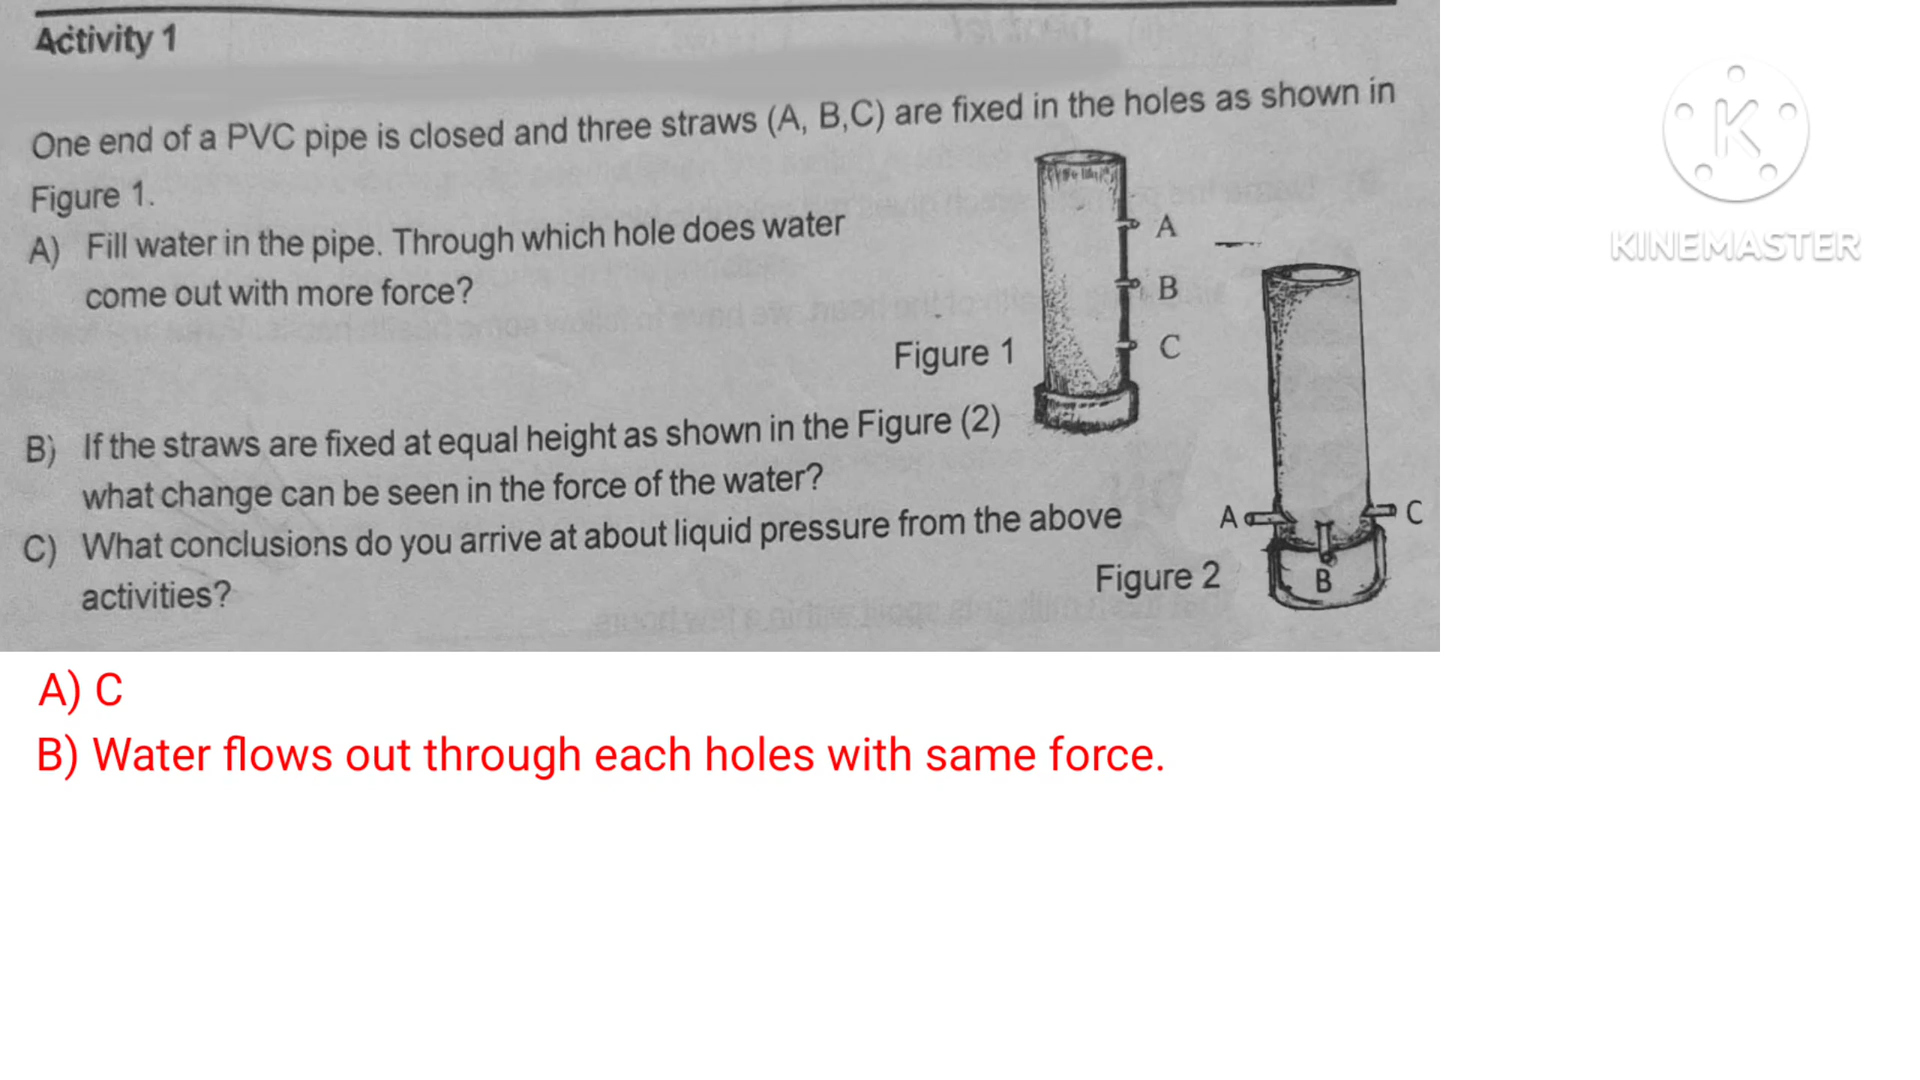 Activity 1
One end of a PVC pipe is closed and three straws (A, B,C) are fixed in the holes as shown in
Figure 1.
A) Fill water in the pipe. Through which hole does water
come out with more force?
A
B
C
Figure 1
B) If the straws are fixed at equal height as shown in the Figure (2)
what change can be seen in the force of the water?
C) What conclusions do you arrive at about liquid pressure from the above
activities?
A
C
B
Figure 2
A) C
B) Water flows out through each holes with same force.
K
KINEMASTER